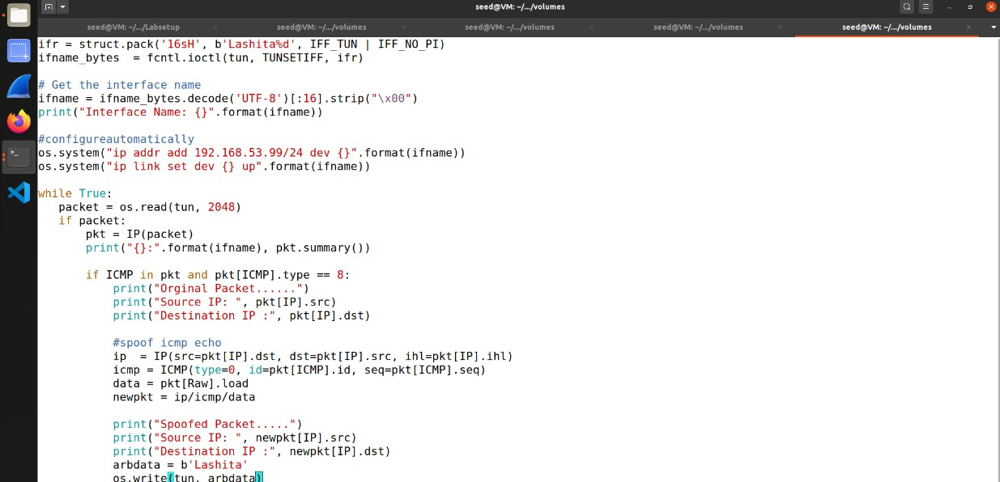 seed@VM: ~/.../volumes
seed@VM: ~/.../Labsetup
seed@VM: ~/.../volumes
seed@VM: ~/.../volumes
seed@VM: ~/.../volumes
seed@VM: ~/.../volumes
ifr = struct.pack('16sH', b'Lashita%d', IFF_TUN | IFF_NO_PI)
ifname_bytes  = fcntl.ioctl(tun, TUNSETIFF, ifr)
# Get the interface name
ifname = ifname_bytes.decode('UTF-8')[:16].strip("\x00")
print("Interface Name: {}".format(ifname))
#configureautomatically
os.system("ip addr add 192.168.53.99/24 dev {}".format(ifname))
os.system("ip link set dev {} up".format(ifname))
while True:
   packet = os.read(tun, 2048)
   if packet:
       pkt = IP(packet)
       print("{}:".format(ifname), pkt.summary())
       if ICMP in pkt and pkt[ICMP].type == 8:
           print("Orginal Packet......")
           print("Source IP: ", pkt[IP].src)
           print("Destination IP :", pkt[IP].dst)
           #spoof icmp echo
           ip  = IP(src=pkt[IP].dst, dst=pkt[IP].src, ihl=pkt[IP].ihl)
           icmp = ICMP(type=0, id=pkt[ICMP].id, seq=pkt[ICMP].seq)
           data = pkt[Raw].load
           newpkt = ip/icmp/data
           print("Spoofed Packet.....")
           print("Source IP: ", newpkt[IP].src)
           print("Destination IP :", newpkt[IP].dst)
           arbdata = b'Lashita'
           os.write(tun, arbdata)